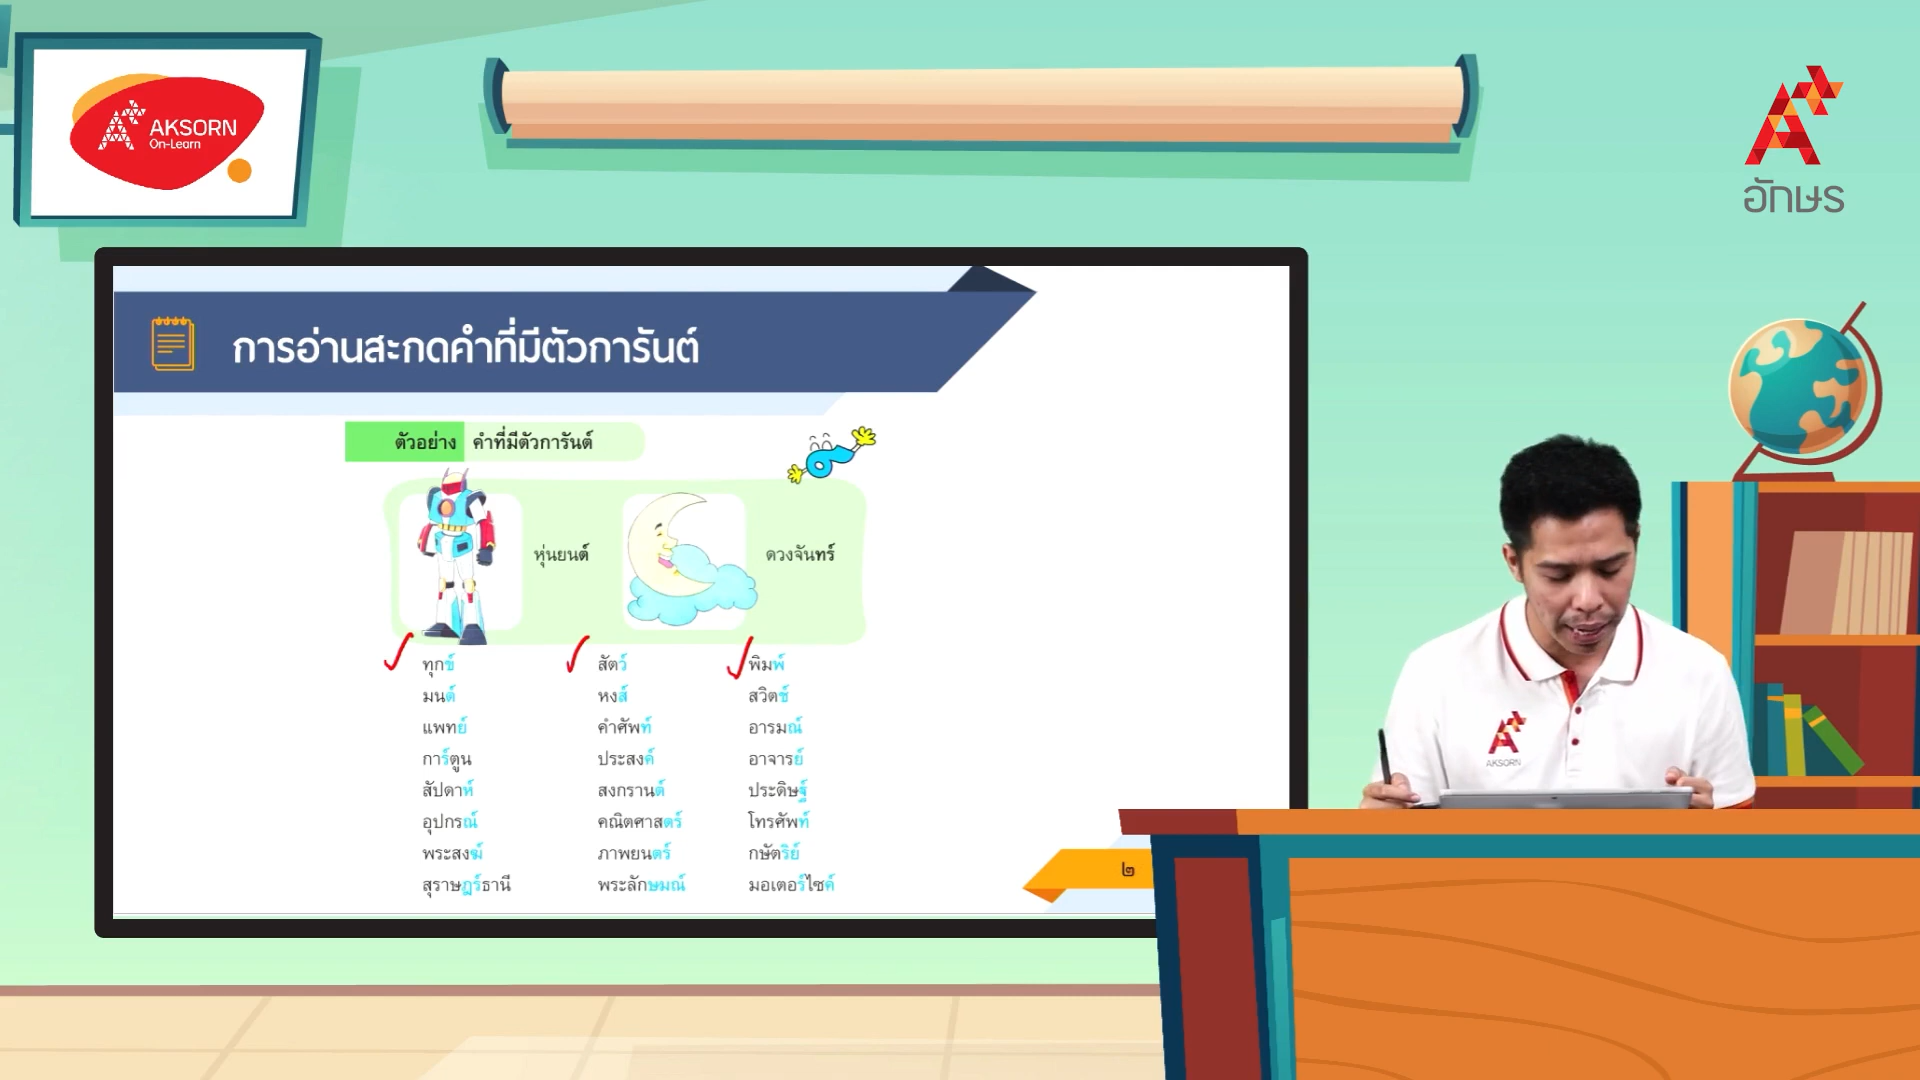 AKSORN
On-Learn
อักษร
การอ่านสะกดคำที่มีตัวการันต์
ตัวอย่าง คำที่มีตัวการันต์
หุ่นยนต์ ดวงจันทร์
ทุกข์ สัตว์ พิมพ์
มนต์ หงส์ สวิตช์
แพทย์ คำศัพท์ อารมณ์
การ์ตูน ประสงค์ อาจารย์
สัปดาห์ สงกรานต์ ประดิษฐ์
อุปกรณ์ คณิตศาสตร์ โทรศัพท์
พระสงฆ์ ภาพยนตร์ กษัตริย์
สุราษฎร์ธานี พระลักษมณ์ มอเตอร์ไซค์
๒
AKSORN